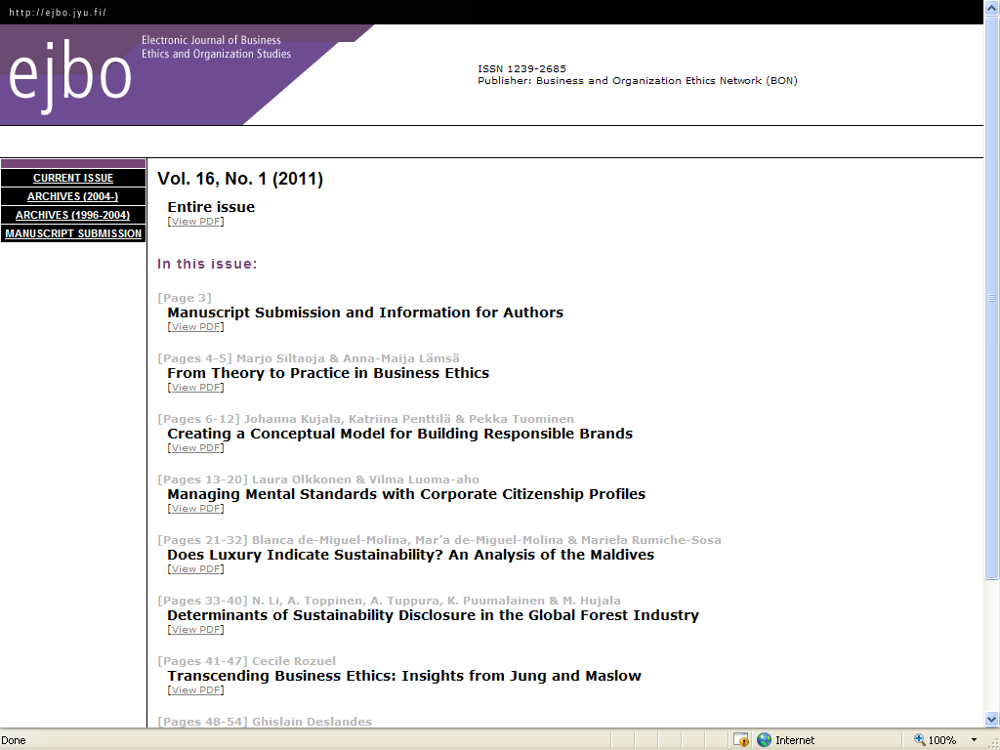 http://ejbo.jyu.fi/
ejbo
Electronic Journal of Business
Ethics and Organization Studies
ISSN 1239-2685
Publisher: Business and Organization Ethics Network (BON)
CURRENT ISSUE
ARCHIVES (2004-)
ARCHIVES (1996-2004)
MANUSCRIPT SUBMISSION
Vol. 16, No. 1 (2011)
Entire issue
[View PDF]
In this issue:
[Page 3]
Manuscript Submission and Information for Authors
[View PDF]
[Pages 4-5] Marjo Siltaoja & Anna-Maija Lämsä
From Theory to Practice in Business Ethics
[View PDF]
[Pages 6-12] Johanna Kujala, Katriina Penttilä & Pekka Tuominen
Creating a Conceptual Model for Building Responsible Brands
[View PDF]
[Pages 13-20] Laura Olkkonen & Vilma Luoma-aho
Managing Mental Standards with Corporate Citizenship Profiles
[View PDF]
[Pages 21-32] Blanca de-Miguel-Molina, Mar’a de-Miguel-Molina & Mariela Rumiche-Sosa
Does Luxury Indicate Sustainability? An Analysis of the Maldives
[View PDF]
[Pages 33-40] N. Li, A. Toppinen, A. Tuppura, K. Puumalainen & M. Hujala
Determinants of Sustainability Disclosure in the Global Forest Industry
[View PDF]
[Pages 41-47] Cecile Rozuel
Transcending Business Ethics: Insights from Jung and Maslow
[View PDF]
[Pages 48-54] Ghislain Deslandes
Done
Internet
100%